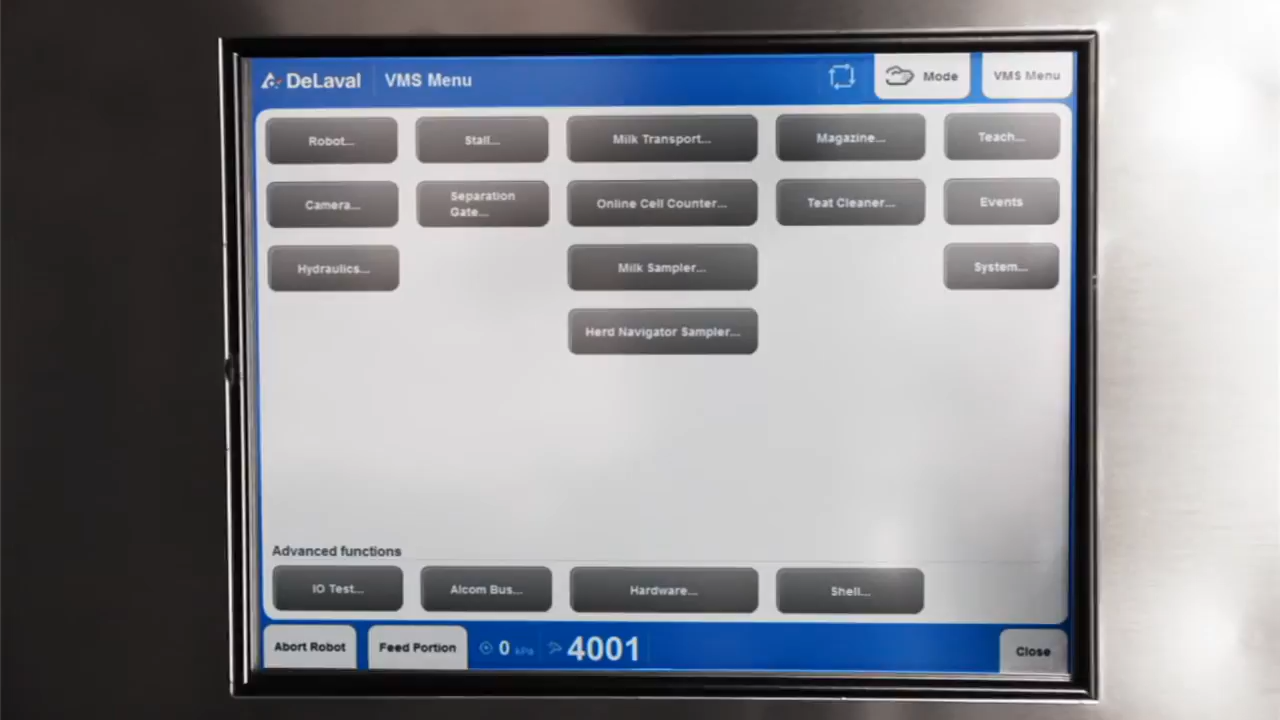 DeLaval
VMS Menu
Mode
VMS Menu
Robot...
Stall...
Milk Transport...
Magazine...
Teach...
Camera...
Separation
Gate...
Online Cell Counter...
Teat Cleaner...
Events
Hydraulics...
Milk Sampler...
System...
Herd Navigator Sampler...
Advanced functions
IO Test...
Alcom Bus...
Hardware...
Shell...
Abort Robot
Feed Portion
0 kPa
4001
Close